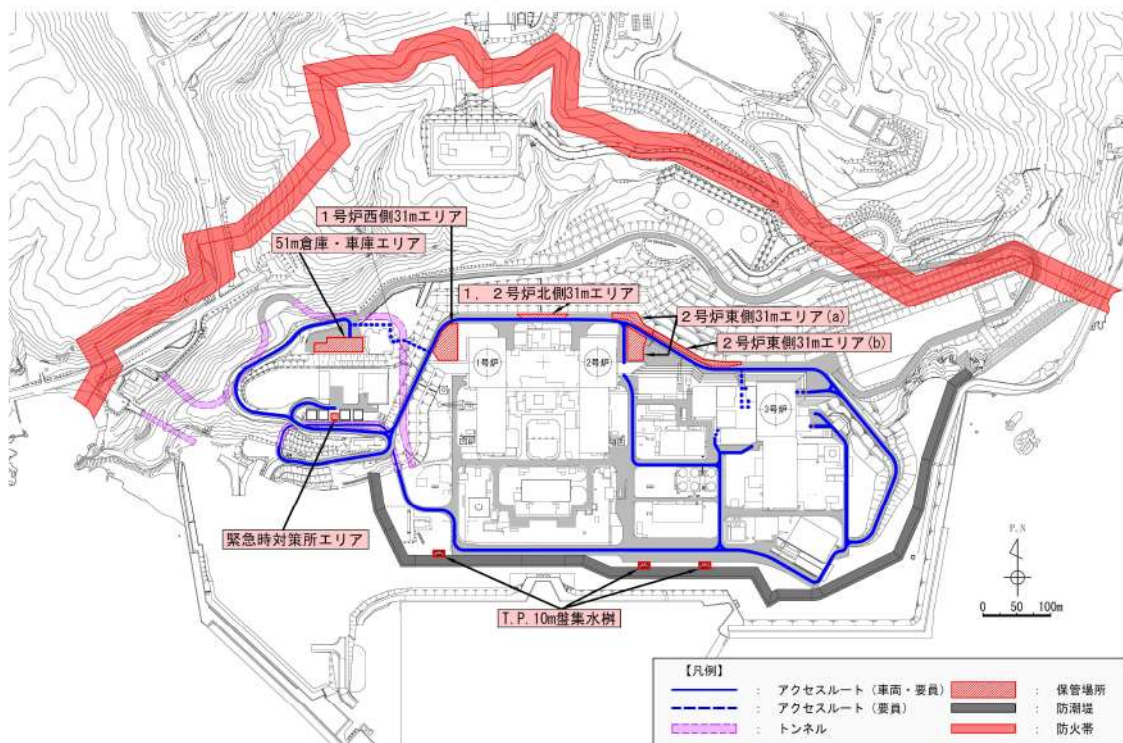 1号炉西側31mエリア
51m倉庫・車庫エリア
1,2号炉北側31mエリア
2号炉東側31mエリア(a)
2号炉東側31mエリア(b)
1号炉
2号炉
3号炉
緊急時対策所エリア
T.P.10m盤集水桝
P.N
0 50 100m
【凡例】
: アクセスルート(車両・要員)
: アクセスルート(要員)
: トンネル
: 保管場所
: 防潮堤
: 防火帯